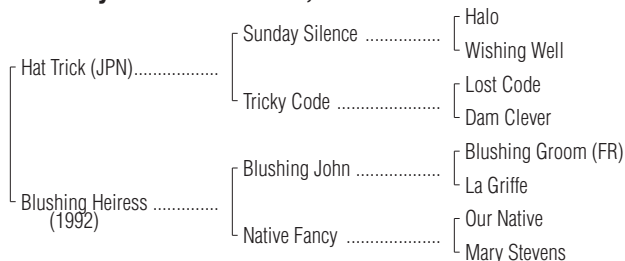 Halo
Sunday Silence ..................
Wishing Well
Hat Trick (JPN)..................
Lost Code
Tricky Code ......................
Dam Clever
Blushing Groom (FR)
Blushing John ...................
La Griffe
Blushing Heiress ..............
(1992)
Our Native
Native Fancy ....................
Mary Stevens